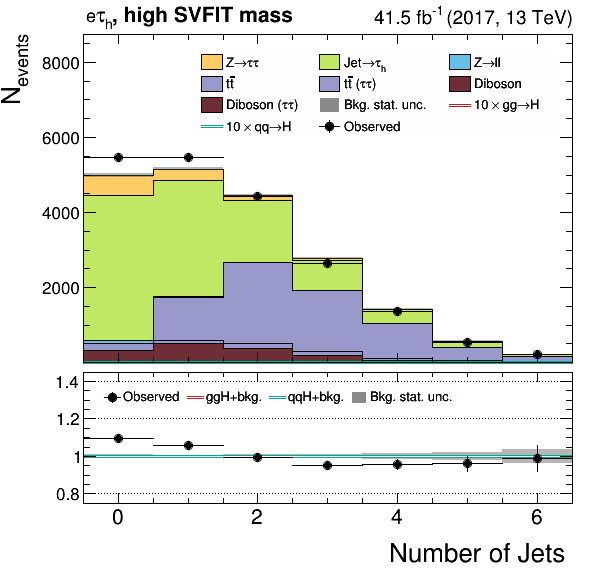 eτh, high SVFIT mass 41.5 fb-1 (2017, 13 TeV)
Nevents
8000
6000
4000
2000
Z→ττ Jet→τh Z→ll
tt̅ tt̅ (ττ) Diboson
Diboson (ττ) Bkg. stat. unc. 10 × gg→H
10 × qq→H Observed
1.4
1.2
1
0.8
Observed ggH+bkg. qqH+bkg. Bkg. stat. unc.
0 2 4 6
Number of Jets